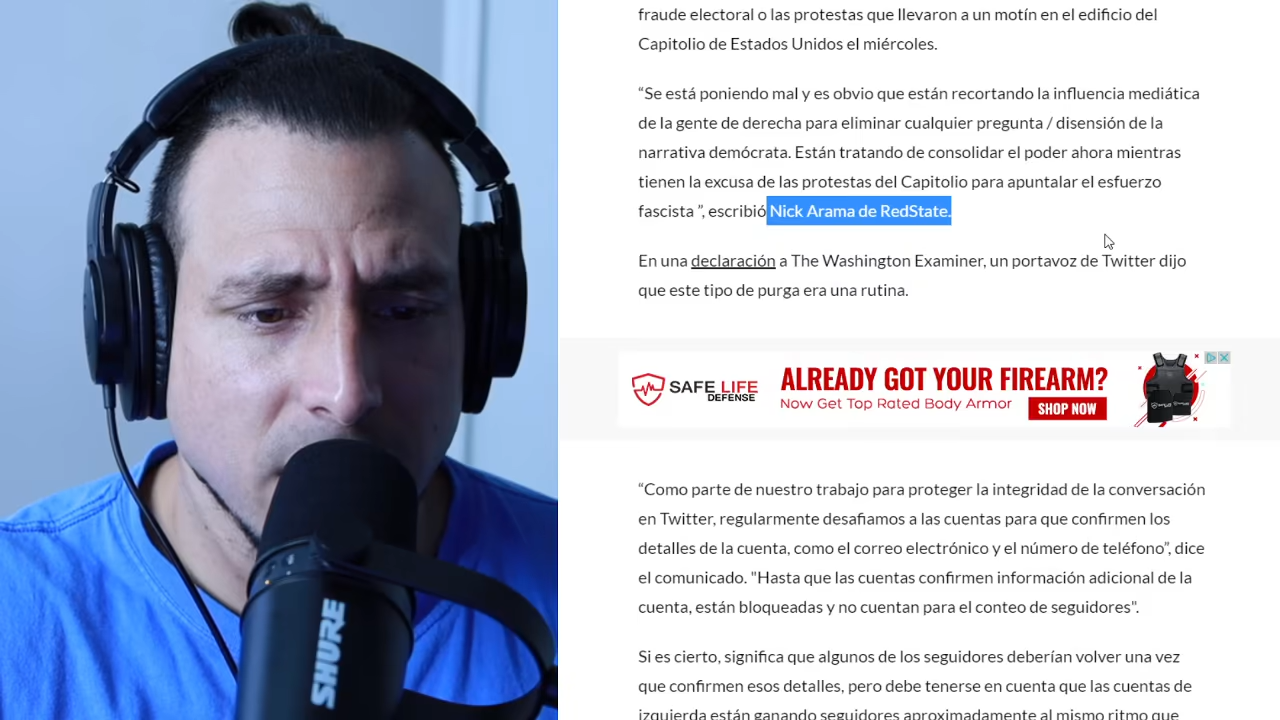 fraude electoral o las protestas que llevaron a un motín en el edificio del
Capitolio de Estados Unidos el miércoles.
“Se está poniendo mal y es obvio que están recortando la influencia mediática
de la gente de derecha para eliminar cualquier pregunta / disensión de la
narrativa demócrata. Están tratando de consolidar el poder ahora mientras
tienen la excusa de las protestas del Capitolio para apuntalar el esfuerzo
fascista ”, escribió Nick Arama de RedState.
En una declaración a The Washington Examiner, un portavoz de Twitter dijo
que este tipo de purga era una rutina.
SAFE LIFE
DEFENSE
ALREADY GOT YOUR FIREARM?
Now Get Top Rated Body Armor
SHOP NOW
“Como parte de nuestro trabajo para proteger la integridad de la conversación
en Twitter, regularmente desafiamos a las cuentas para que confirmen los
detalles de la cuenta, como el correo electrónico y el número de teléfono”, dice
el comunicado. "Hasta que las cuentas confirmen información adicional de la
cuenta, están bloqueadas y no cuentan para el conteo de seguidores".
Si es cierto, significa que algunos de los seguidores deberían volver una vez
que confirmen esos detalles, pero debe tenerse en cuenta que las cuentas de
izquierda están ganando seguidores aproximadamente al mismo ritmo que
SHURE